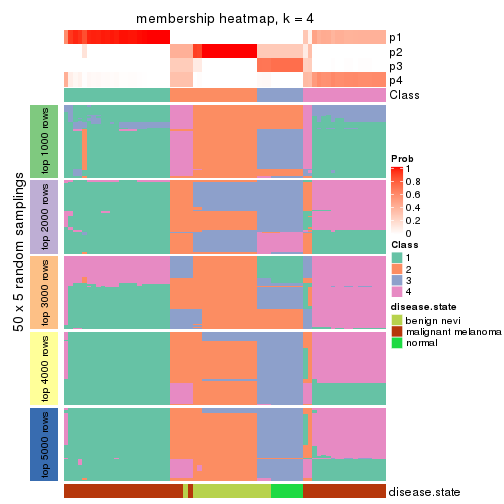 membership heatmap, k = 4
p1
p2
p3
p4
Class
50 x 5 random samplings
top 1000 rows
top 2000 rows
top 3000 rows
top 4000 rows
top 5000 rows
Prob
1
0.8
0.6
0.4
0.2
0
Class
1
2
3
4
disease.state
benign nevi
malignant melanoma
normal
disease.state